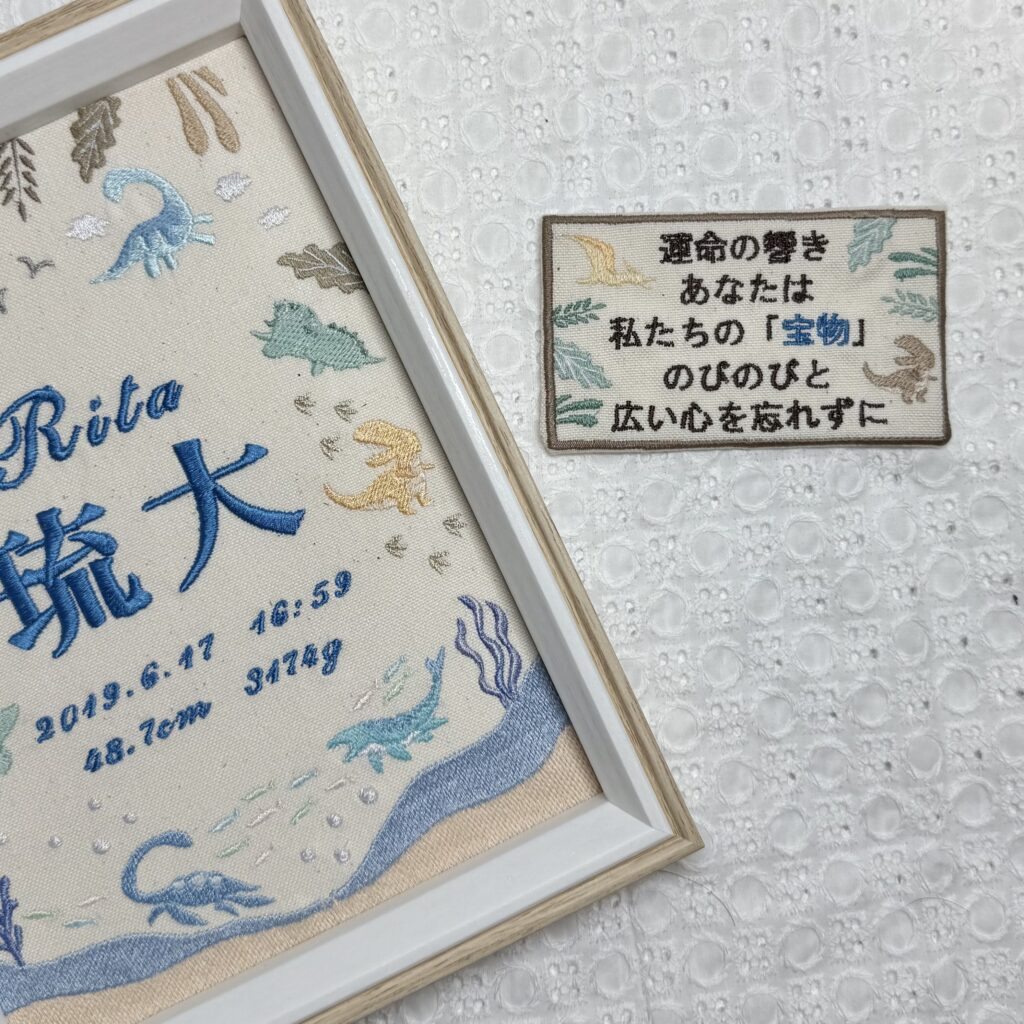 Rita
琉大
2019.6.17 16:59
48.7cm 3174g
運命の響き
あなたは
私たちの「宝物」
のびのびと
広い心を忘れずに